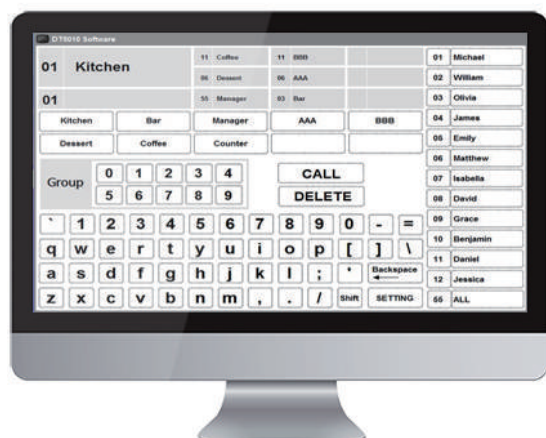 DT5010 Software
01 Kitchen
01
11 Coffee 11 BBB
06 Dessert 06 AAA
55 Manager 03 Bar
Kitchen Bar Manager AAA BBB
Dessert Coffee Counter
Group
0 1 2 3 4
5 6 7 8 9
CALL
DELETE
` 1 2 3 4 5 6 7 8 9 0 - =
q w e r t y u i o p [ ] \
a s d f g h j k l ; ' Backspace
z x c v b n m , . / Shift SETTING
01 Michael
02 William
03 Olivia
04 James
05 Emily
06 Matthew
07 Isabella
08 David
09 Grace
10 Benjamin
11 Daniel
12 Jessica
55 ALL